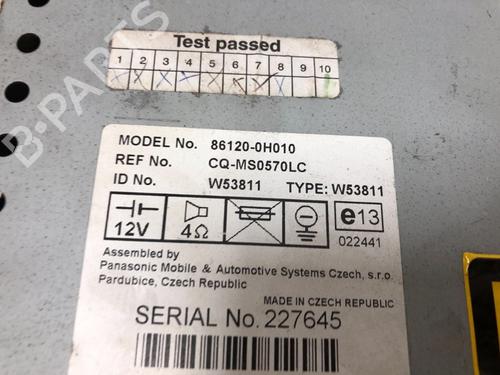 B-PARTS
Test passed
1 2 3 4 5 6 7 8 9 10
MODEL No. 86120-0H010
REF No. CQ-MS0570LC
ID No. W53811 TYPE: W53811
12V 4Ω e13
022441
Assembled by
Panasonic Mobile & Automotive Systems Czech, s.r.o.
Pardubice, Czech Republic
MADE IN CZECH REPUBLIC
SERIAL No. 227645